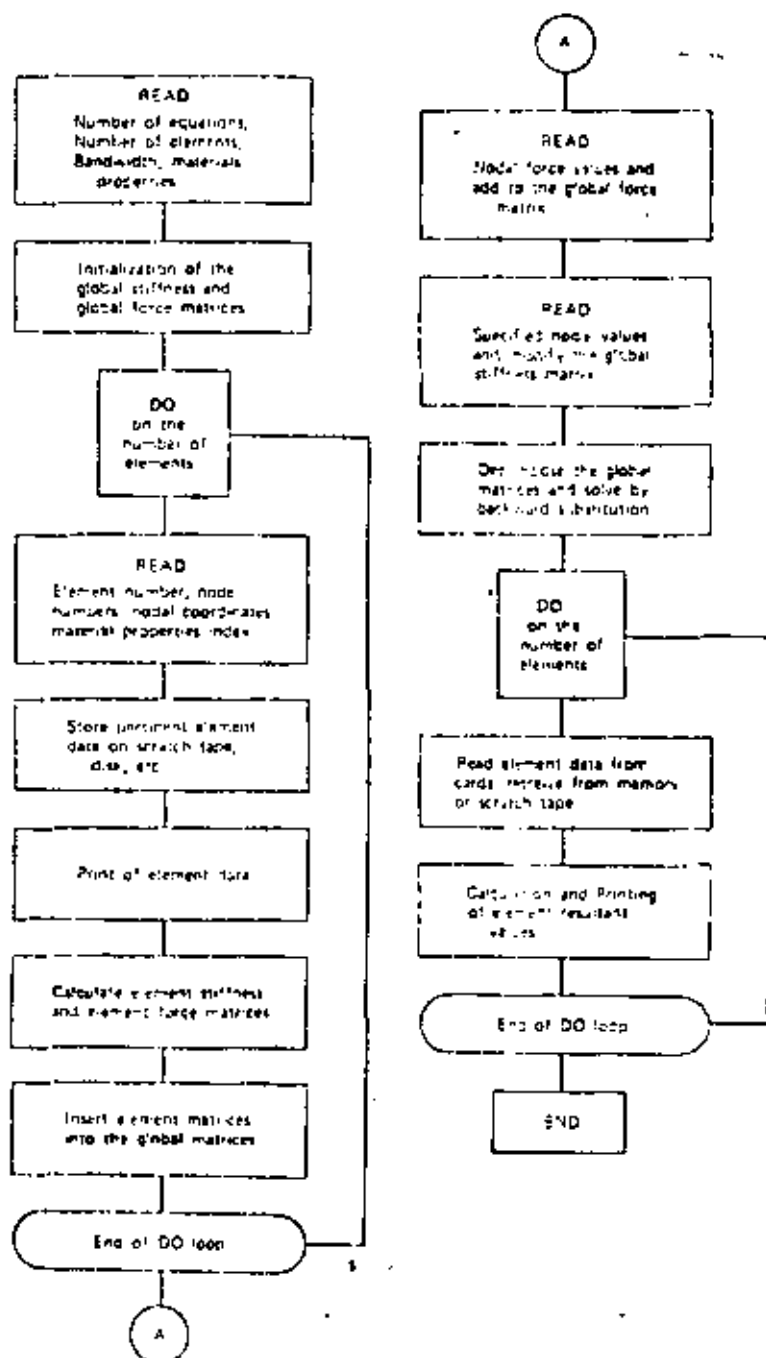 READ
Number of equations,
Number of elements,
Bandwidth, materials
properties
Initialization of the
global stiffness and
global force matrices
DO
on the
number of
elements
READ
Element number, node
numbers, nodal coordinates
material properties index
Store pertinent element
data on scratch tape,
disk, etc
Print of element data
Calculate element stiffness
and element force matrices
Insert element matrices
into the global matrices
End of DO loop
A
A
READ
Nodal force values and
add to the global force
matrix
READ
Specified node values
and modify the global
stiffness matrix
the global
matrices and solve by
backward substitution
DO
on the
number of
elements
Read element data from
cards, retrieve from memory
or scratch tape
Calculation and Printing
of element resultant
values
End of DO loop
END